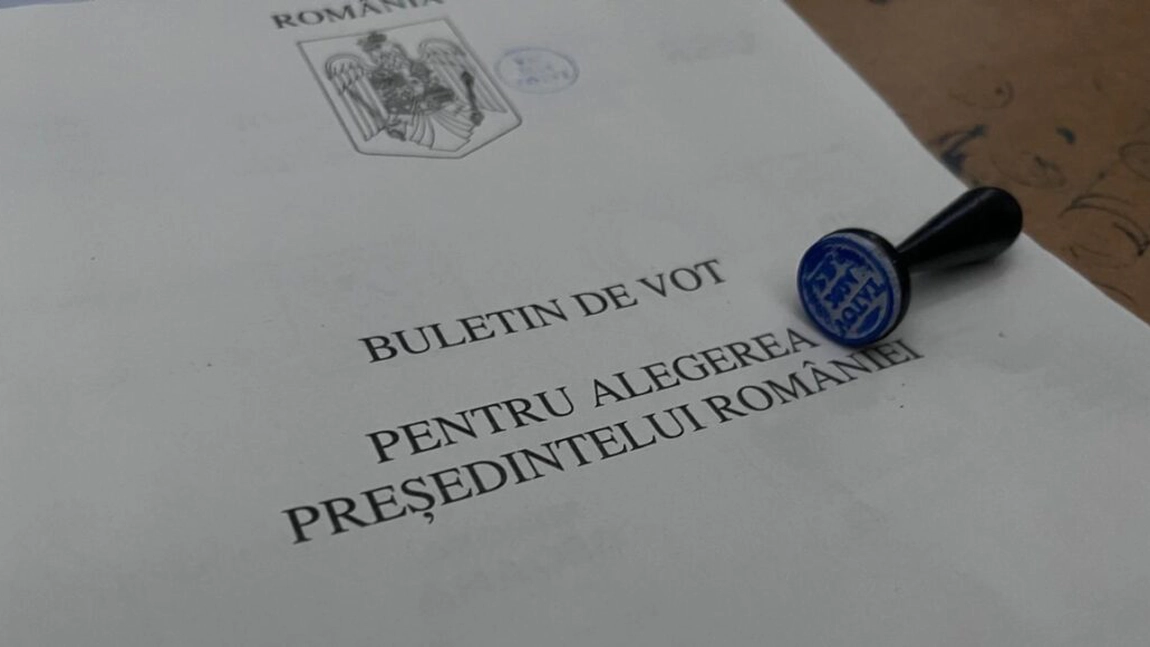 ROMÂNIA
BULETIN DE VOT
PENTRU ALEGEREA
PREȘEDINTELUI ROMÂNIEI